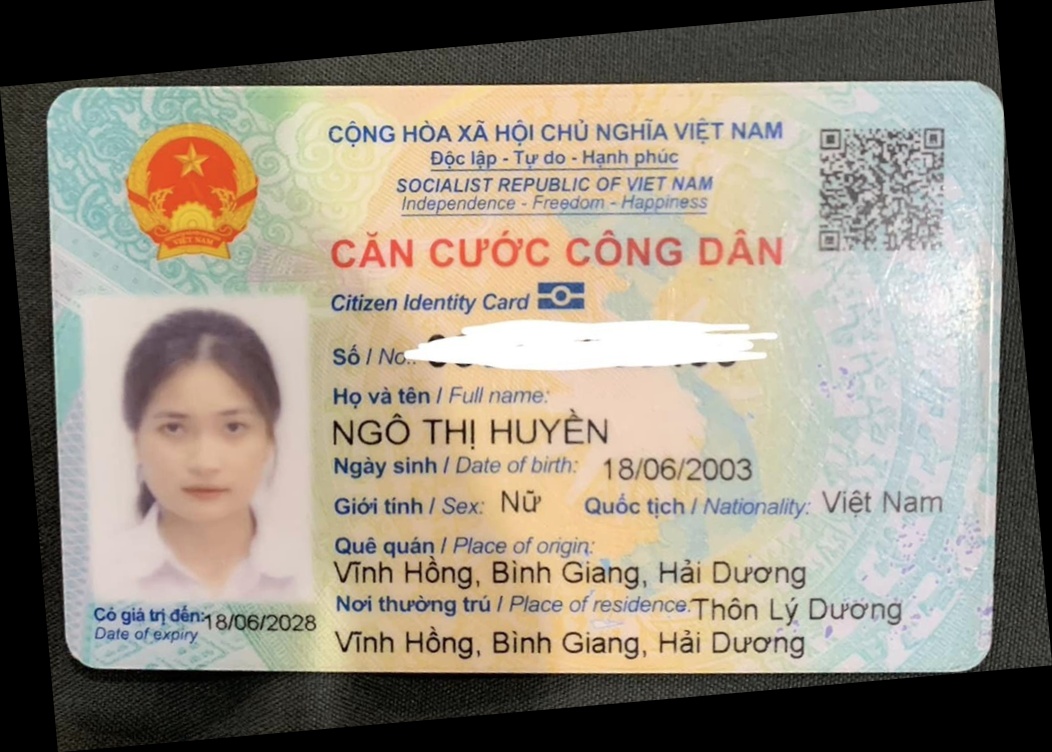 CỘNG HÒA XÃ HỘI CHỦ NGHĨA VIỆT NAM
Độc lập - Tự do - Hạnh phúc
SOCIALIST REPUBLIC OF VIET NAM
Independence - Freedom - Happiness
CĂN CƯỚC CÔNG DÂN
Citizen Identity Card
Số / No.:
Họ và tên / Full name:
NGÔ THỊ HUYỀN
Ngày sinh / Date of birth: 18/06/2003
Giới tính / Sex: Nữ Quốc tịch / Nationality: Việt Nam
Quê quán / Place of origin:
Vĩnh Hồng, Bình Giang, Hải Dương
Nơi thường trú / Place of residence: Thôn Lý Dương
Vĩnh Hồng, Bình Giang, Hải Dương
Có giá trị đến: 18/06/2028
Date of expiry
VIỆT NAM